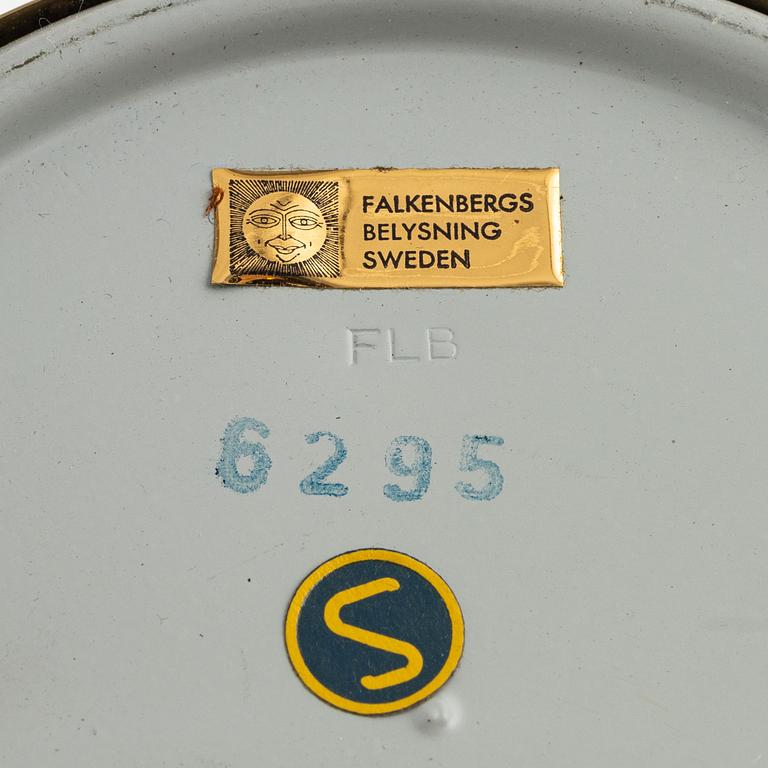 FALKENBERGS
BELYSNING
SWEDEN
FLB
6295
S